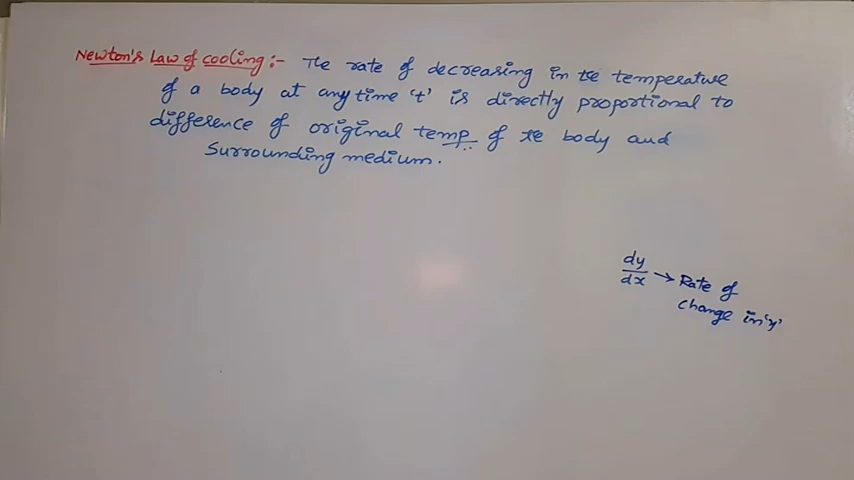 Newton's Law of cooling :- The rate of decreasing in the temperature
of a body at any time 't' is directly proportional to
difference of original temp of the body and
surrounding medium.
dy/dx → Rate of
change in 'y'